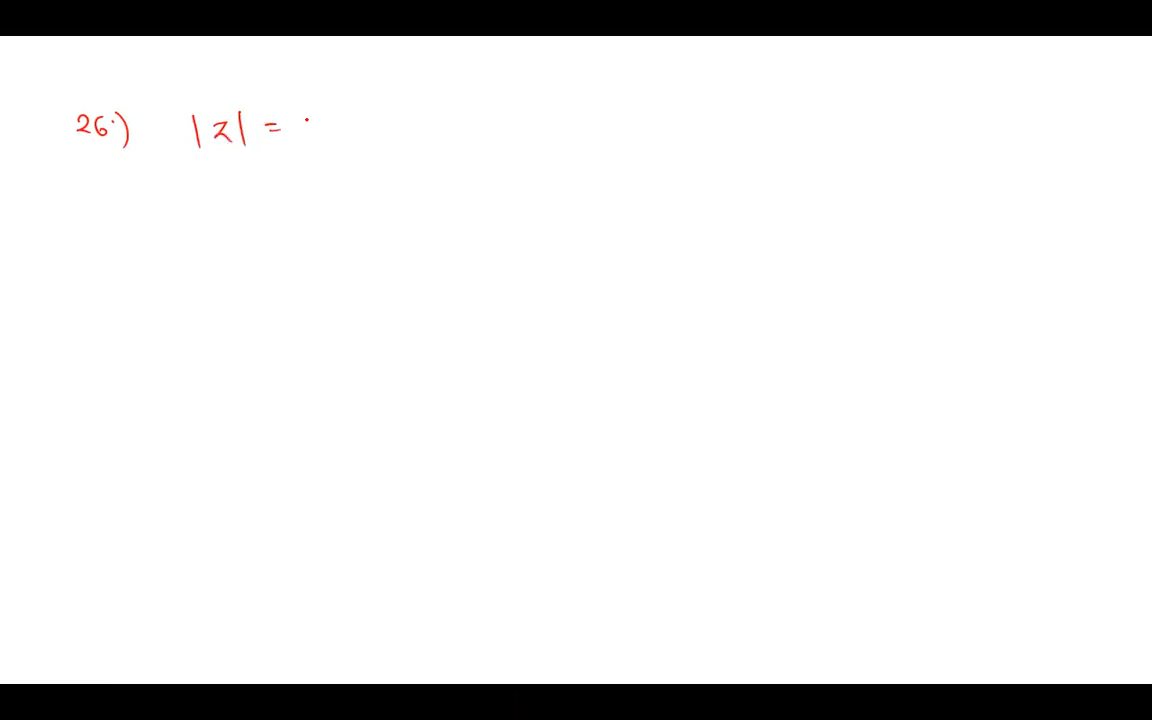 26.) |z| =